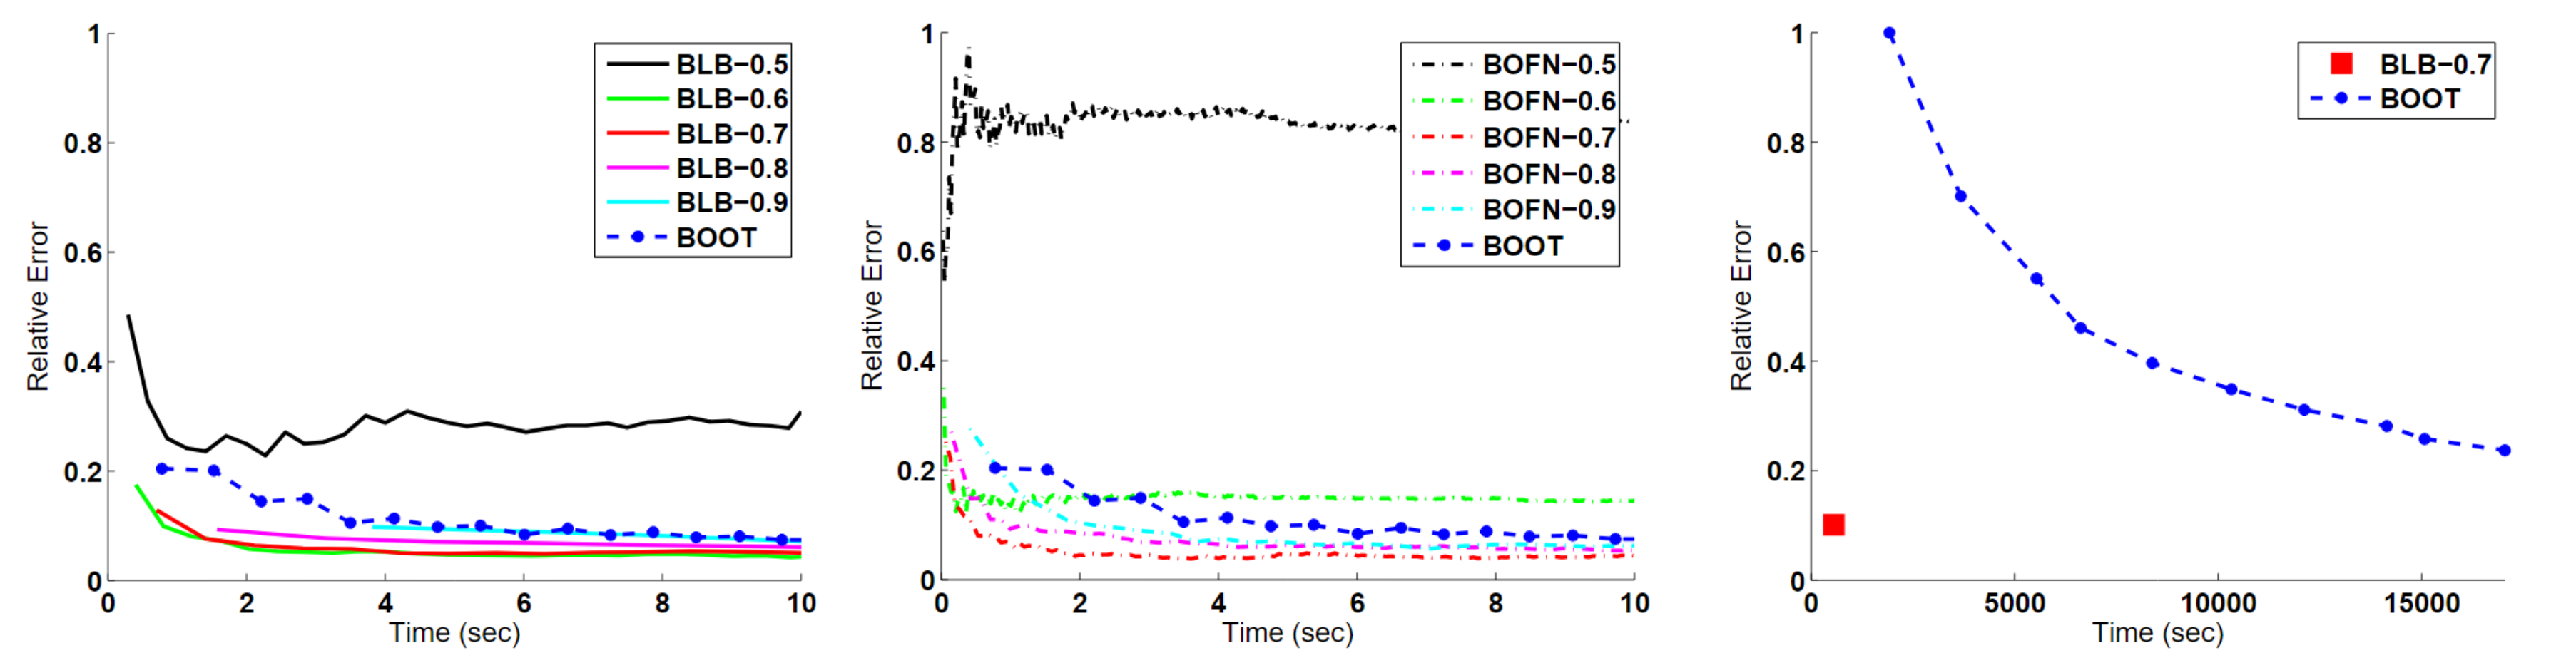 1
0.8
0.6
0.4
0.2
0
0 2 4 6 8 10
Relative Error
Time (sec)
BLB−0.5
BLB−0.6
BLB−0.7
BLB−0.8
BLB−0.9
BOOT
1
0.8
0.6
0.4
0.2
0
0 2 4 6 8 10
Relative Error
Time (sec)
BOFN−0.5
BOFN−0.6
BOFN−0.7
BOFN−0.8
BOFN−0.9
BOOT
1
0.8
0.6
0.4
0.2
0
0 5000 10000 15000
Relative Error
Time (sec)
BLB−0.7
BOOT